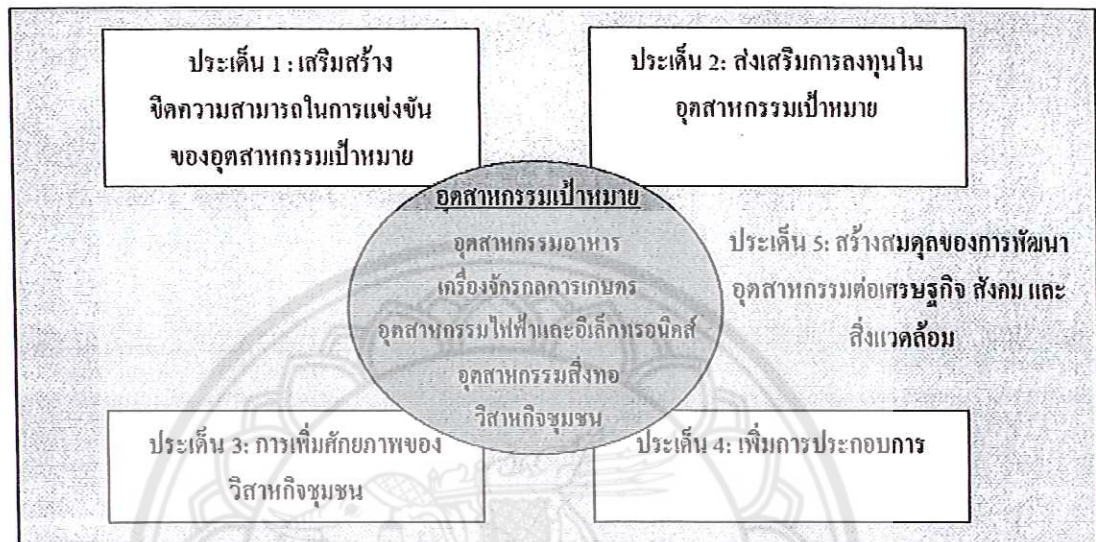 ประเด็น 1 : เสริมสร้าง
ขีดความสามารถในการแข่งขัน
ของอุตสาหกรรมเป้าหมาย
ประเด็น 2: ส่งเสริมการลงทุนใน
อุตสาหกรรมเป้าหมาย
อุตสาหกรรมเป้าหมาย
อุตสาหกรรมอาหาร
เครื่องจักรกลการเกษตร
อุตสาหกรรมไฟฟ้าและอิเล็กทรอนิคส์
อุตสาหกรรมสิ่งทอ
วิสาหกิจชุมชน
ประเด็น 5: สร้างสมดุลของการพัฒนา
อุตสาหกรรมต่อเศรษฐกิจ สังคม และ
สิ่งแวดล้อม
ประเด็น 3: การเพิ่มศักยภาพของ
วิสาหกิจชุมชน
ประเด็น 4: เพิ่มการประกอบการ